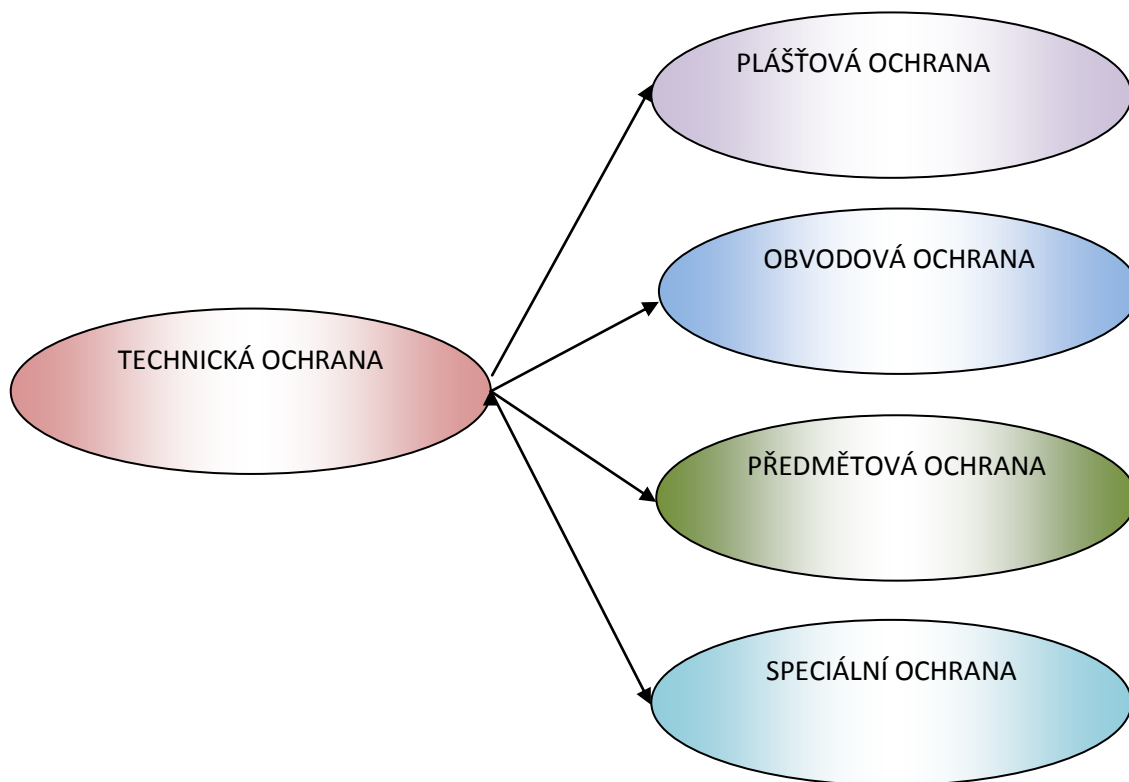 PLÁŠŤOVÁ OCHRANA
OBVODOVÁ OCHRANA
TECHNICKÁ OCHRANA
PŘEDMĚTOVÁ OCHRANA
SPECIÁLNÍ OCHRANA